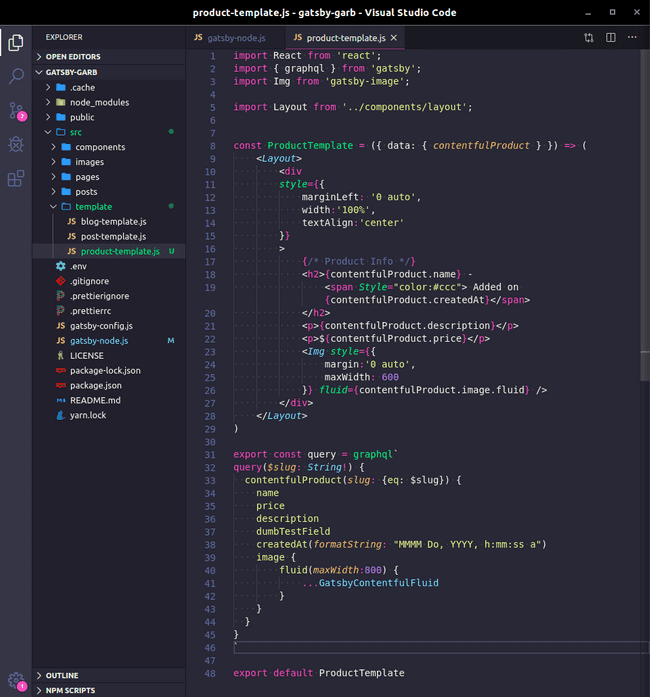 product-template.js - gatsby-garb - Visual Studio Code
EXPLORER
OPEN EDITORS
GATSBY-GARB
.cache
node_modules
public
src
components
images
pages
posts
template
JS blog-template.js
JS post-template.js
JS product-template.js U
.env
.gitignore
.prettierignore
.prettierrc
JS gatsby-config.js
JS gatsby-node.js M
LICENSE
package-lock.json
package.json
README.md
yarn.lock
OUTLINE
NPM SCRIPTS
2
1
JS gatsby-node.js
JS product-template.js
1 import React from 'react';
2 import { graphql } from 'gatsby';
3 import Img from 'gatsby-image';
4
5 import Layout from '../components/layout';
6
7
8 const ProductTemplate = ({ data: { contentfulProduct } }) => (
9 <Layout>
10 <div
11 style={{
12 marginLeft: '0 auto',
13 width:'100%',
14 textAlign:'center'
15 }}
16 >
17 {/* Product Info */}
18 <h2>{contentfulProduct.name} -
19 <span Style="color:#ccc"> Added on
{contentfulProduct.createdAt}</span>
20 </h2>
21 <p>{contentfulProduct.description}</p>
22 <p>${contentfulProduct.price}</p>
23 <Img style={{
24 margin:'0 auto',
25 maxWidth: 600
26 }} fluid={contentfulProduct.image.fluid} />
27 </div>
28 </Layout>
29 )
30
31 export const query = graphql`
32 query($slug: String!) {
33 contentfulProduct(slug: {eq: $slug}) {
34 name
35 price
36 description
37 dumbTestField
38 createdAt(formatString: "MMMM Do, YYYY, h:mm:ss a")
39 image {
40 fluid(maxWidth:800) {
41 ...GatsbyContentfulFluid
42 }
43 }
44 }
45 }
46 `
47
48 export default ProductTemplate